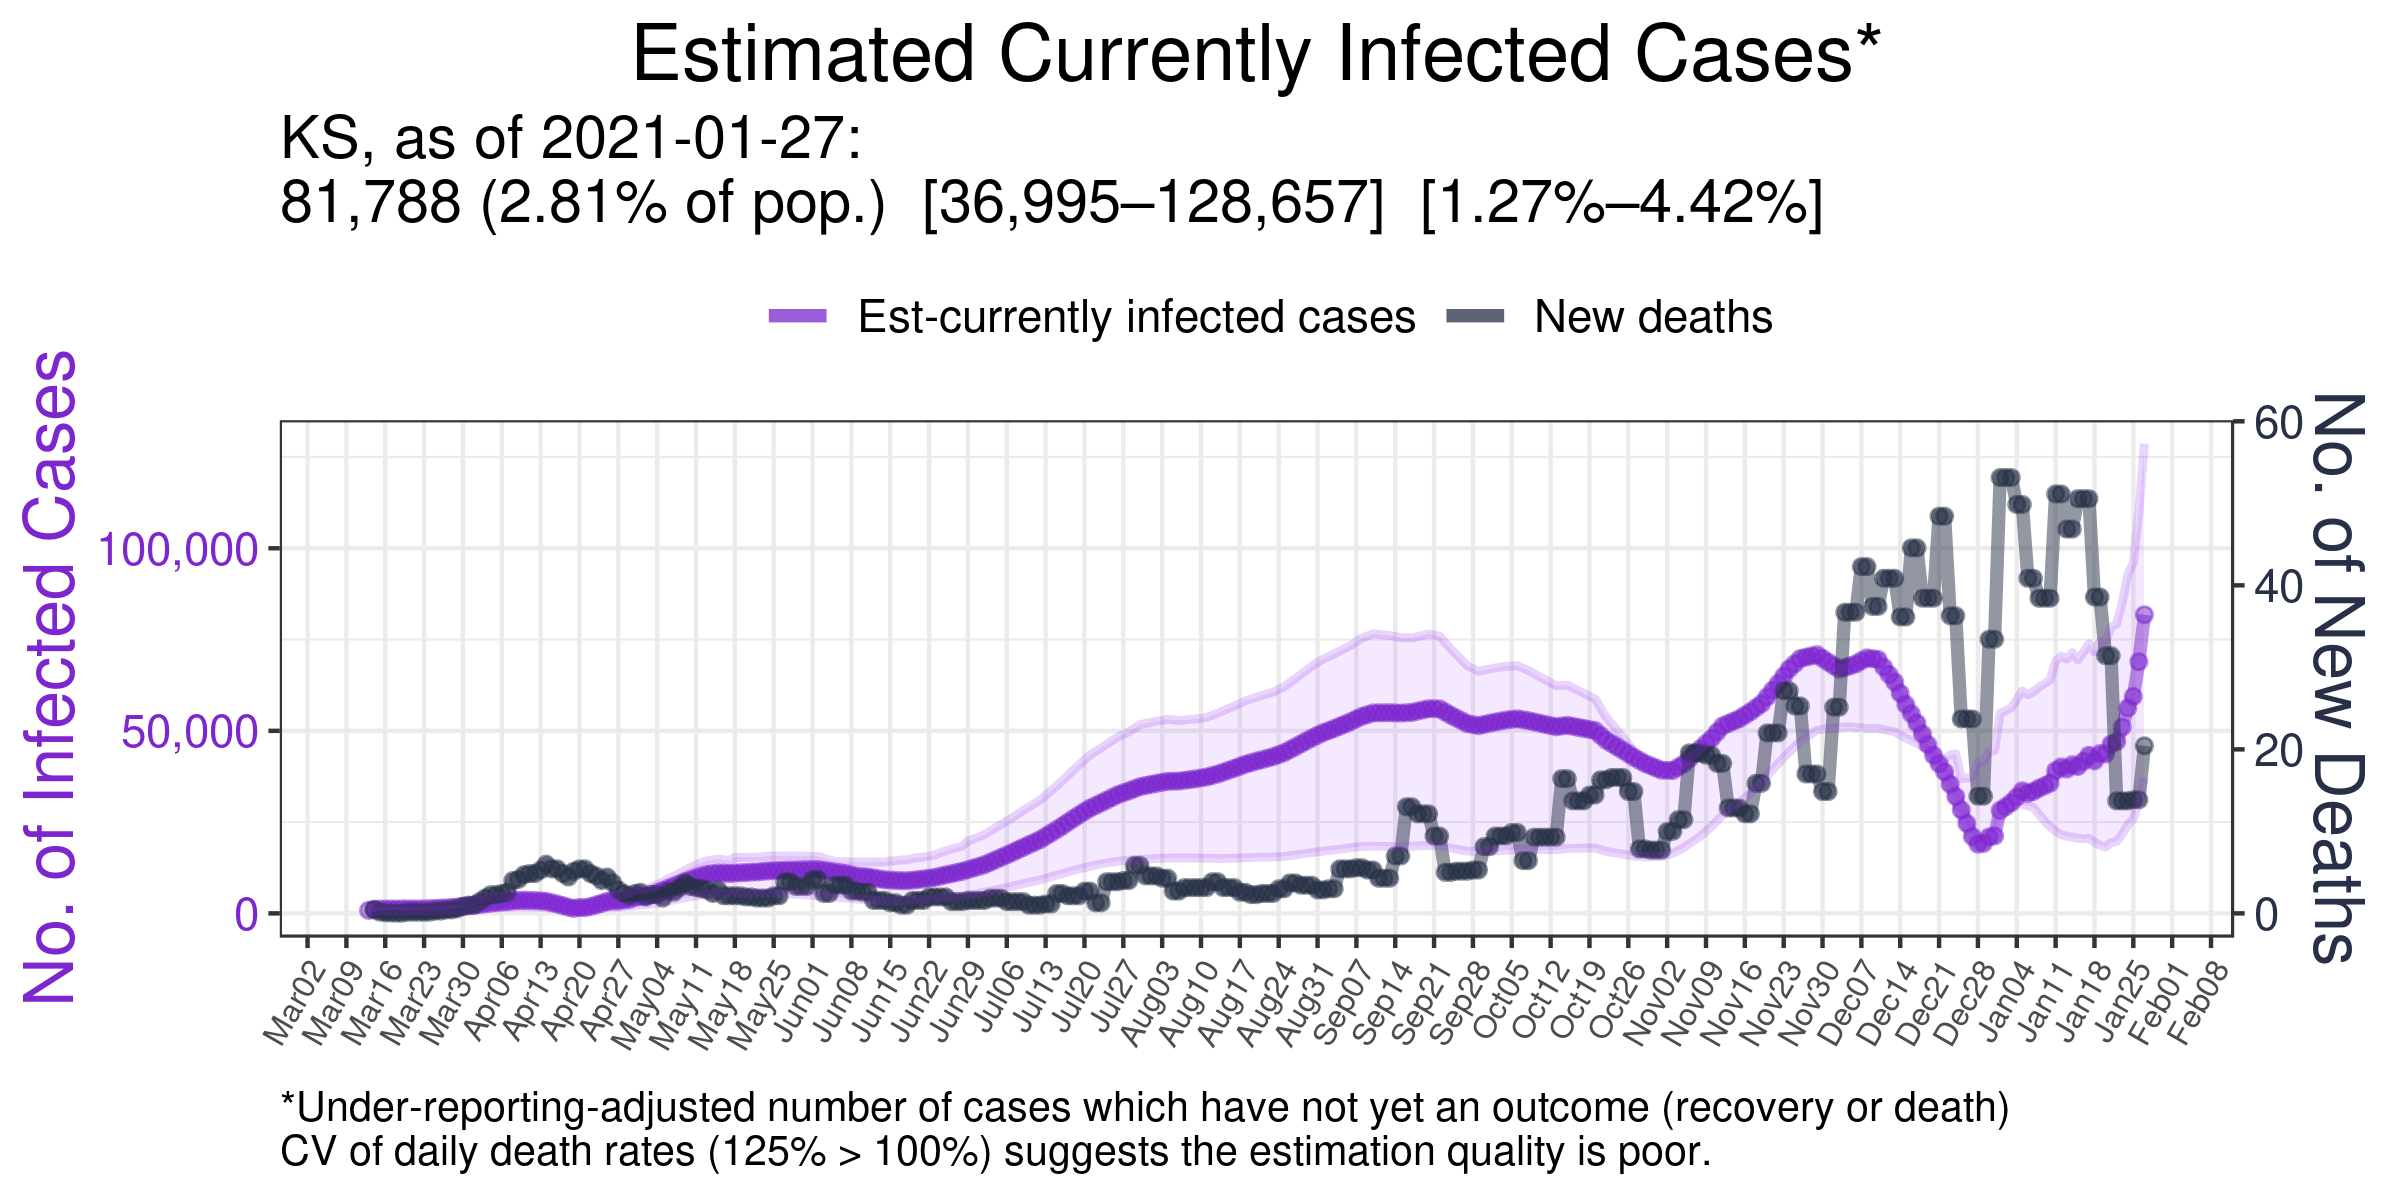 Estimated Currently Infected Cases*
KS, as of 2021-01-27:
81,788 (2.81% of pop.)  [36,995–128,657]  [1.27%–4.42%]
Est-currently infected cases
New deaths
No. of Infected Cases
100,000
50,000
0
60
40
20
0
No. of New Deaths
Mar02
Mar09
Mar16
Mar23
Mar30
Apr06
Apr13
Apr20
Apr27
May04
May11
May18
May25
Jun01
Jun08
Jun15
Jun22
Jun29
Jul06
Jul13
Jul20
Jul27
Aug03
Aug10
Aug17
Aug24
Aug31
Sep07
Sep14
Sep21
Sep28
Oct05
Oct12
Oct19
Oct26
Nov02
Nov09
Nov16
Nov23
Nov30
Dec07
Dec14
Dec21
Dec28
Jan04
Jan11
Jan18
Jan25
Feb01
Feb08
*Under-reporting-adjusted number of cases which have not yet an outcome (recovery or death)
CV of daily death rates (125% > 100%) suggests the estimation quality is poor.